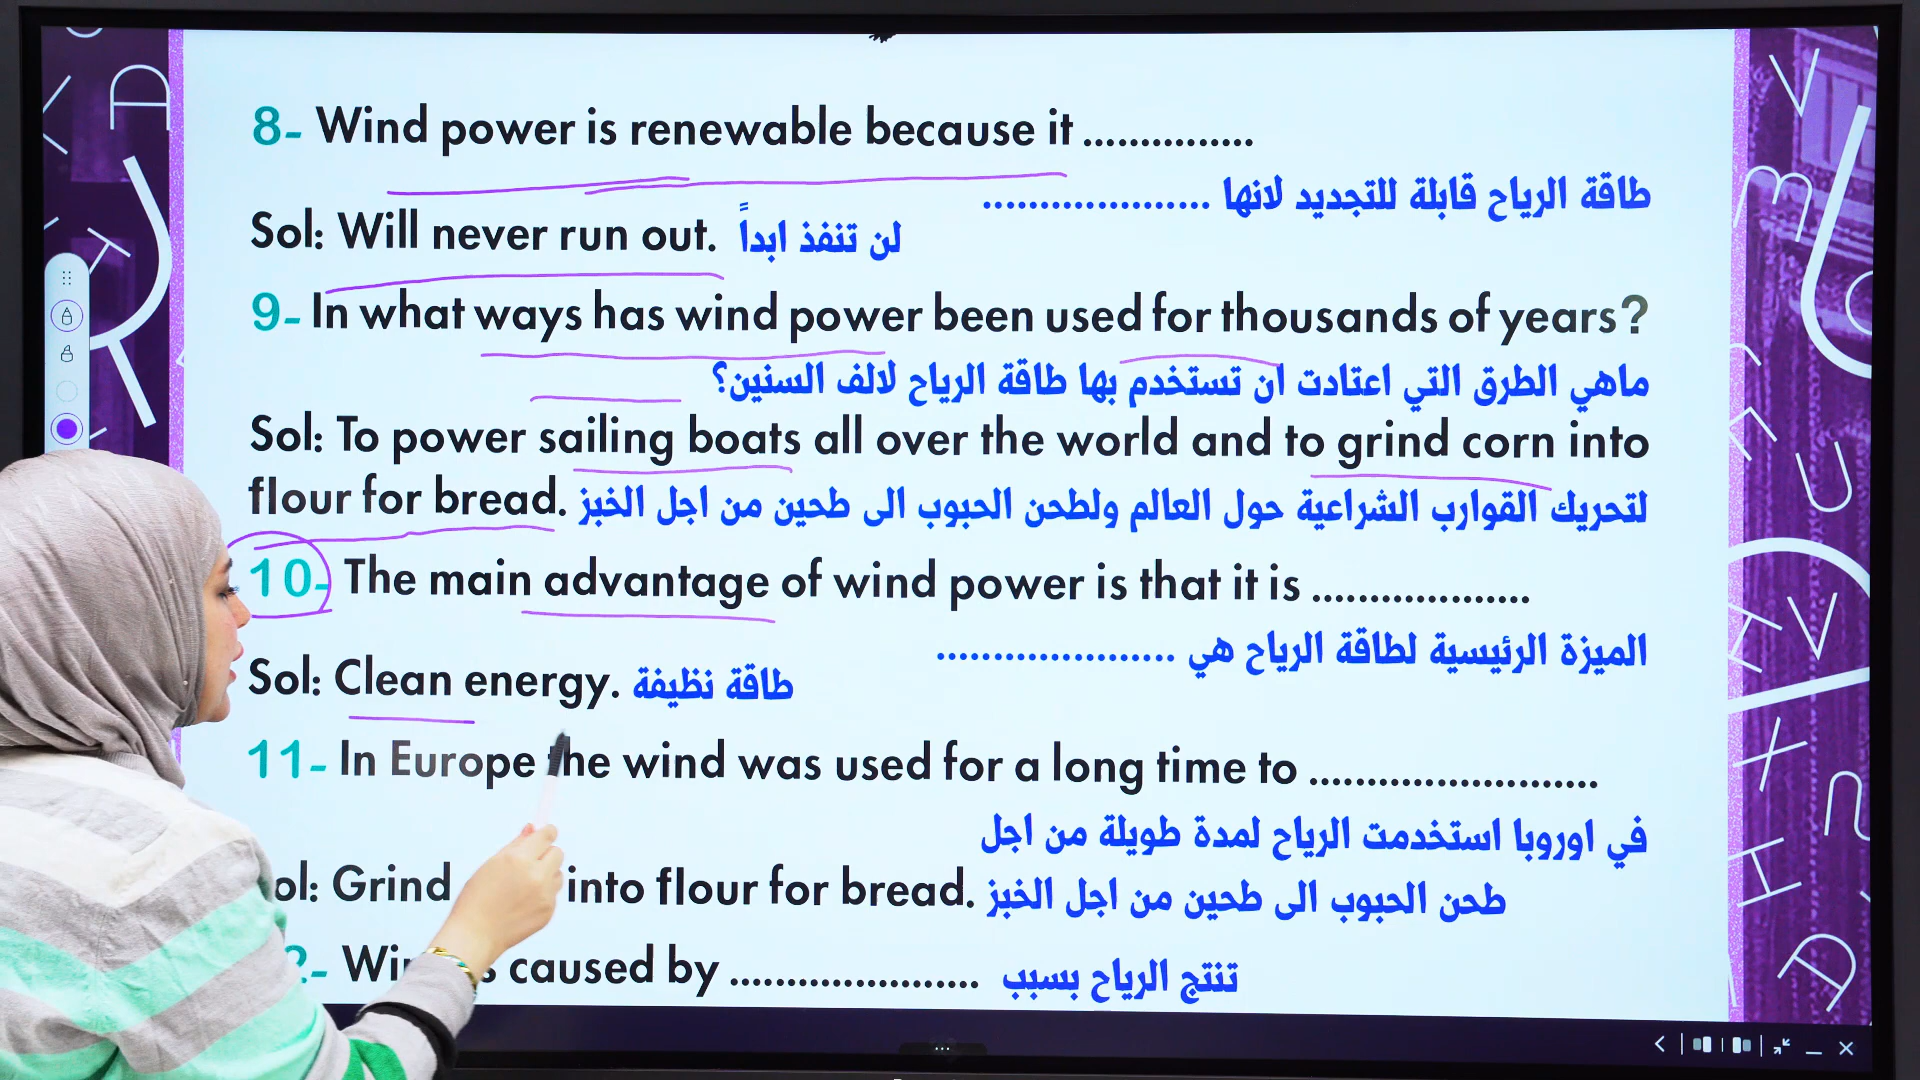 8- Wind power is renewable because it ...............
طاقة الرياح قابلة للتجديد لانها ....................
Sol: Will never run out. لن تنفذ ابداً
9- In what ways has wind power been used for thousands of years?
ماهي الطرق التي اعتادت ان تستخدم بها طاقة الرياح لالف السنين؟
Sol: To power sailing boats all over the world and to grind corn into
flour for bread. لتحريك القوارب الشراعية حول العالم ولطحن الحبوب الى طحين من اجل الخبز
10- The main advantage of wind power is that it is ...................
الميزة الرئيسية لطاقة الرياح هي .....................
Sol: Clean energy. طاقة نظيفة
11- In Europe the wind was used for a long time to .........................
في اوروبا استخدمت الرياح لمدة طويلة من اجل
ol: Grind into flour for bread. طحن الحبوب الى طحين من اجل الخبز
2- caused by ...................... تنتج الرياح بسبب